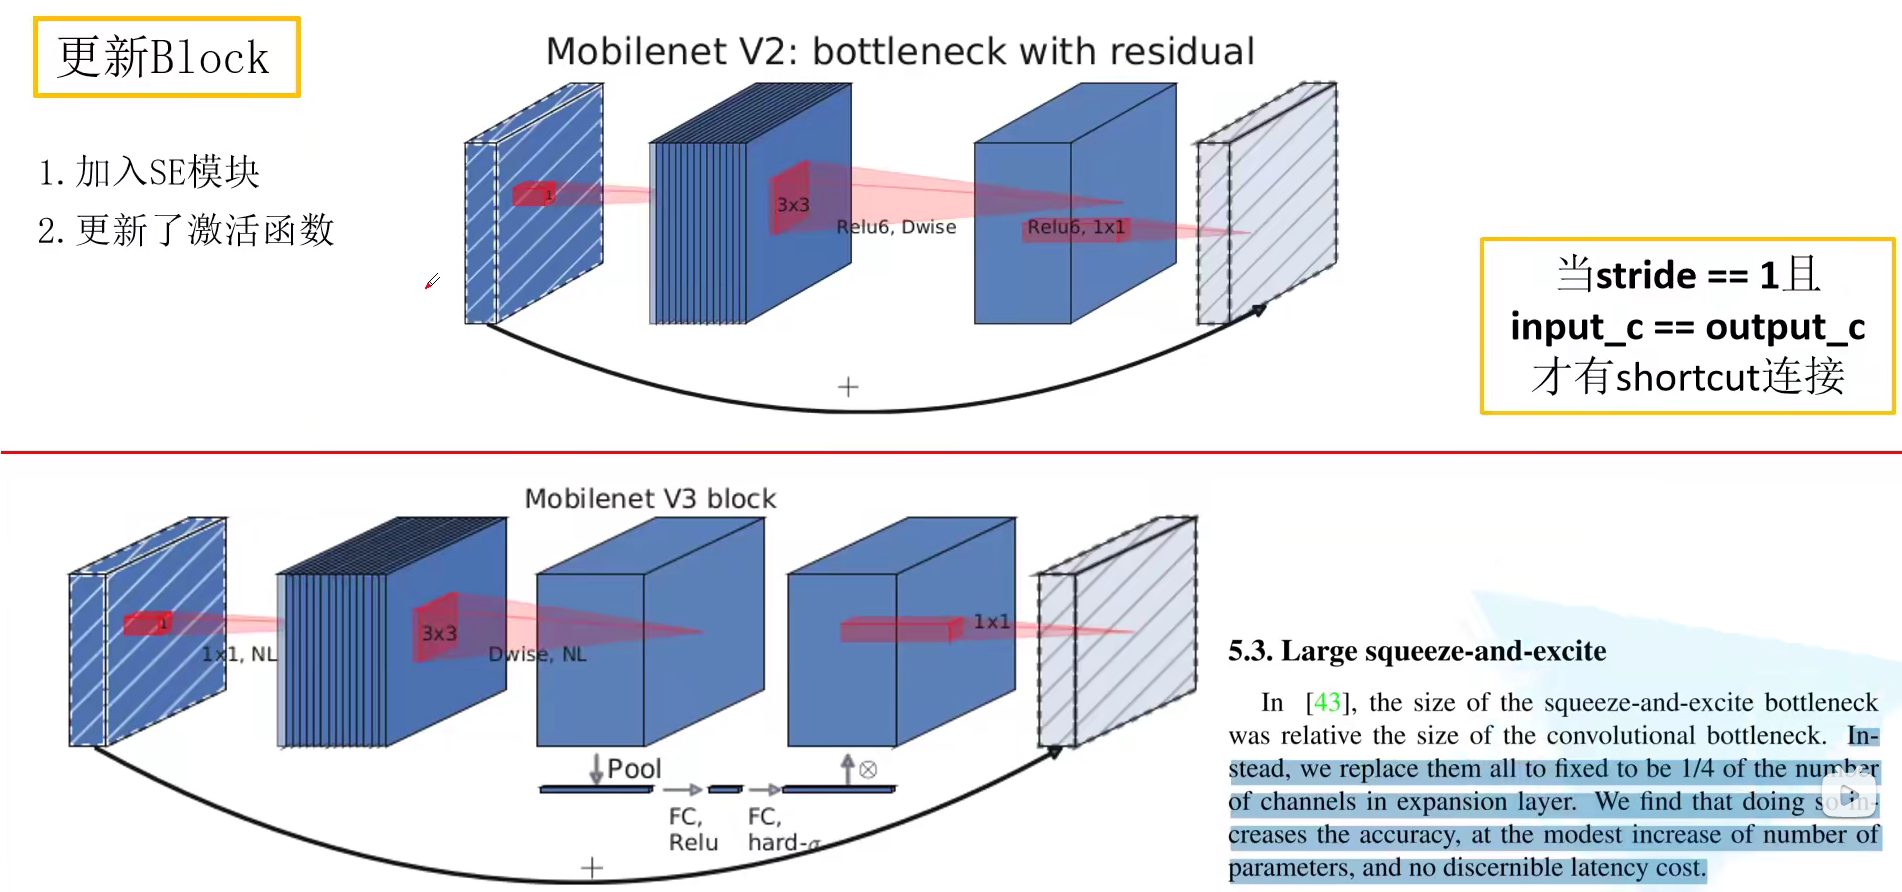 更新Block
1. 加入SE模块
2. 更新了激活函数
Mobilenet V2: bottleneck with residual
1
3x3
Relu6, Dwise
Relu6, 1x1
+
当stride == 1且
input_c == output_c
才有shortcut连接
Mobilenet V3 block
1
1x1, NL
3x3
Dwise, NL
1x1
Pool
⊗
FC,
Relu
FC,
hard-σ
+
5.3. Large squeeze-and-excite
In [43], the size of the squeeze-and-excite bottleneck
was relative the size of the convolutional bottleneck. In-
stead, we replace them all to fixed to be 1/4 of the number
of channels in expansion layer. We find that doing so in-
creases the accuracy, at the modest increase of number of
parameters, and no discernible latency cost.